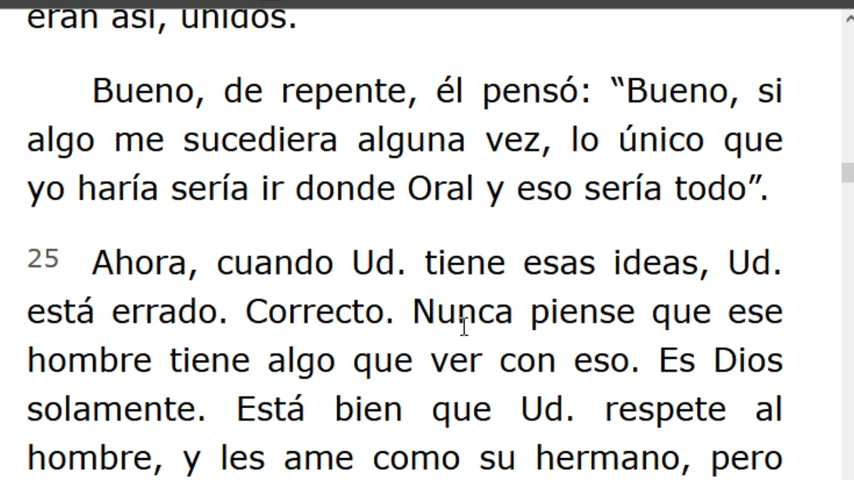 eran así, unidos.
Bueno, de repente, él pensó: “Bueno, si
algo me sucediera alguna vez, lo único que
yo haría sería ir donde Oral y eso sería todo”.
25 Ahora, cuando Ud. tiene esas ideas, Ud.
está errado. Correcto. Nunca piense que ese
hombre tiene algo que ver con eso. Es Dios
solamente. Está bien que Ud. respete al
hombre, y les ame como su hermano, pero